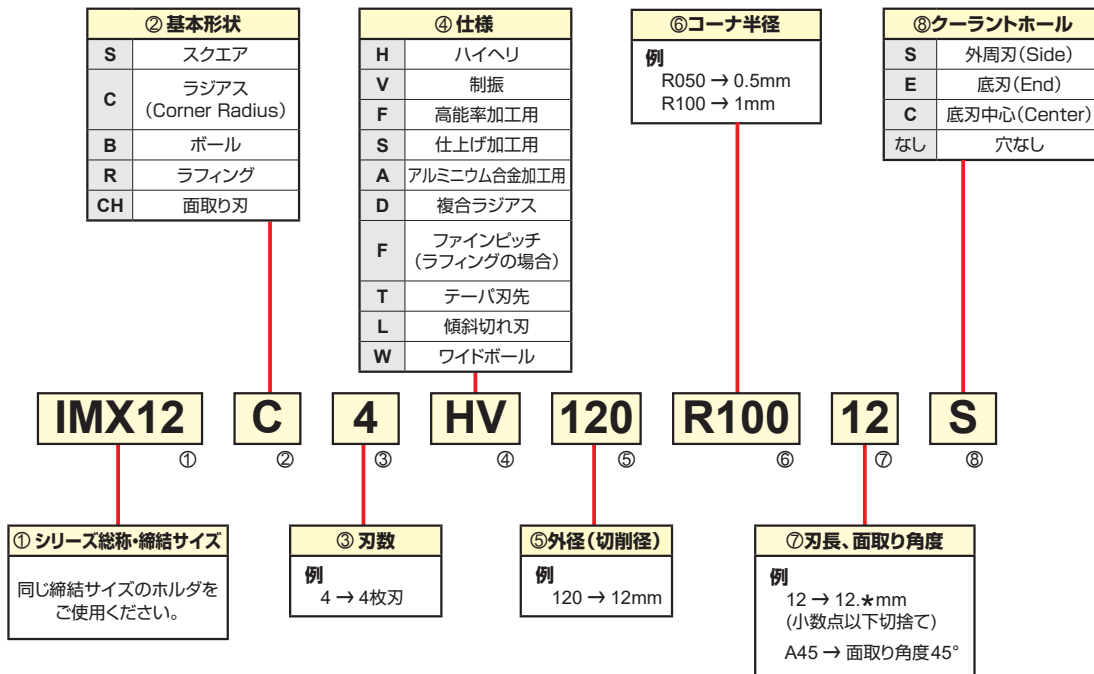 ②基本形状
S スクエア
C ラジアス
(Corner Radius)
B ボール
R ラフィング
CH 面取り刃
④仕様
H ハイヘリ
V 制振
F 高能率加工用
S 仕上げ加工用
A アルミニウム合金加工用
D 複合ラジアス
F ファインピッチ
(ラフィングの場合)
T テーパ刃先
L 傾斜切れ刃
W ワイドボール
⑥コーナ半径
例
R050 → 0.5mm
R100 → 1mm
⑧クーラントホール
S 外周刃(Side)
E 底刃(End)
C 底刃中心(Center)
なし 穴なし
IMX12 C 4 HV 120 R100 12 S
① ② ③ ④ ⑤ ⑥ ⑦ ⑧
① シリーズ総称・締結サイズ
同じ締結サイズのホルダを
ご使用ください。
③ 刃数
例
4 → 4枚刃
⑤外径(切削径)
例
120 → 12mm
⑦刃長、面取り角度
例
12 → 12.★mm
(小数点以下切捨て)
A45 → 面取り角度45°